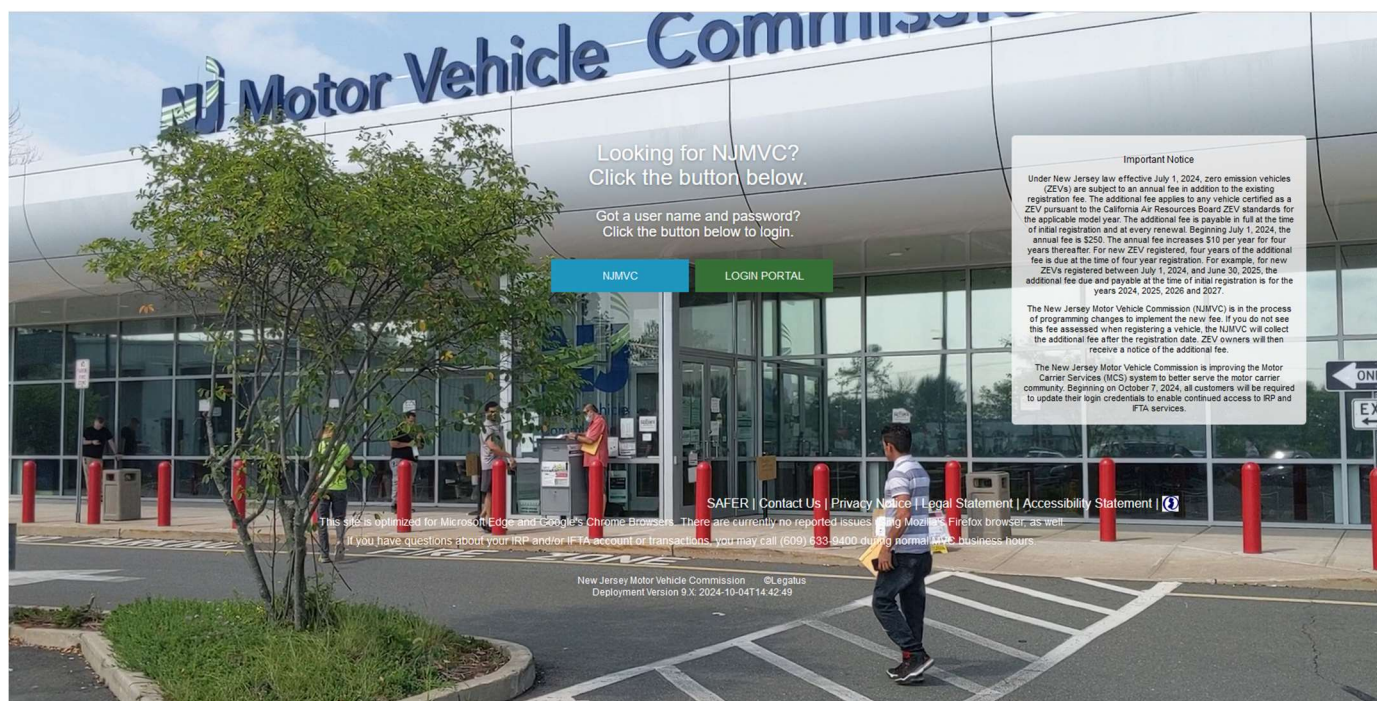 NJ Motor Vehicle Commission
Looking for NJMVC?
Click the button below.
Got a user name and password?
Click the button below to login.
NJMVC
LOGIN PORTAL
Important Notice
Under New Jersey law effective July 1, 2024, zero emission vehicles
(ZEVs) are subject to an annual fee in addition to the existing
registration fee. The additional fee applies to any vehicle certified as a
ZEV pursuant to the California Air Resources Board ZEV standards for
the applicable model year. The additional fee is payable in full at the time
of initial registration and at every renewal. Beginning July 1, 2024, the
annual fee is $250. The annual fee increases $10 per year for four
years thereafter. For new ZEV registered, four years of the additional
fee is due at the time of four year registration. For example, for new
ZEVs registered between July 1, 2024, and June 30, 2025, the
additional fee due and payable at the time of initial registration is for the
years 2024, 2025, 2026 and 2027.
The New Jersey Motor Vehicle Commission (NJMVC) is in the process
of programming changes to implement the new fee. If you do not see
this fee assessed when registering a vehicle, the NJMVC will collect
the additional fee after the registration date. ZEV owners will then
receive a notice of the additional fee.
The New Jersey Motor Vehicle Commission is improving the Motor
Carrier Services (MCS) system to better serve the motor carrier
community. Beginning on October 7, 2024, all customers will be required
to update their login credentials to enable continued access to IRP and
IFTA services.
SAFER | Contact Us | Privacy Notice | Legal Statement | Accessibility Statement |
This site is optimized for Microsoft Edge and Google's Chrome Browsers. There are currently no reported issues using Mozilla's Firefox browser, as well.
If you have questions about your IRP and/or IFTA account or transactions, you may call (609) 633-9400 during normal MVC business hours.
FIRE ZONE
New Jersey Motor Vehicle Commission ©Legatus
Deployment Version 9.X: 2024-10-04T14:42:49